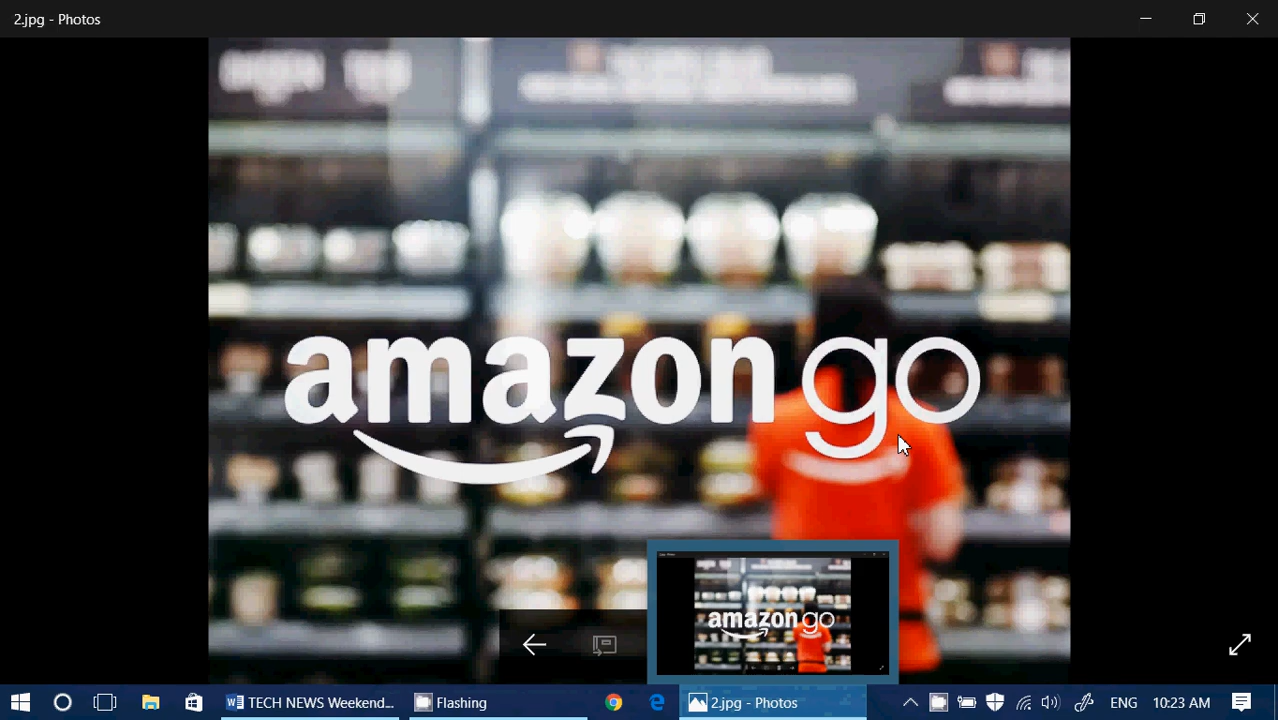 2.jpg - Photos
amazon go
amazon go
TECH NEWS Weekend...
Flashing
2.jpg - Photos
ENG
10:23 AM